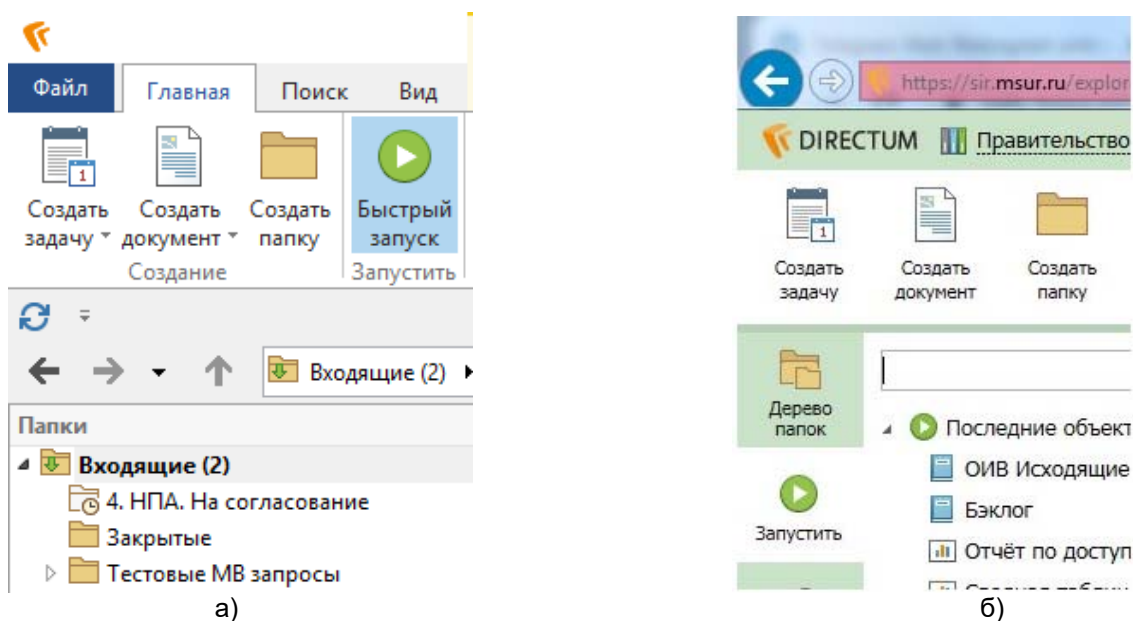 Файл Главная Поиск Вид
Создать задачу
Создать документ
Создать папку
Быстрый запуск
Создание
Запустить
Входящие (2)
Папки
Входящие (2)
4. НПА. На согласование
Закрытые
Тестовые МВ запросы
а)
https://sir.msur.ru/explor
DIRECTUM Правительство
Создать задачу
Создать документ
Создать папку
Дерево папок
Последние объект
ОИВ Исходящие
Бэклог
Запустить
Отчёт по доступ
б)